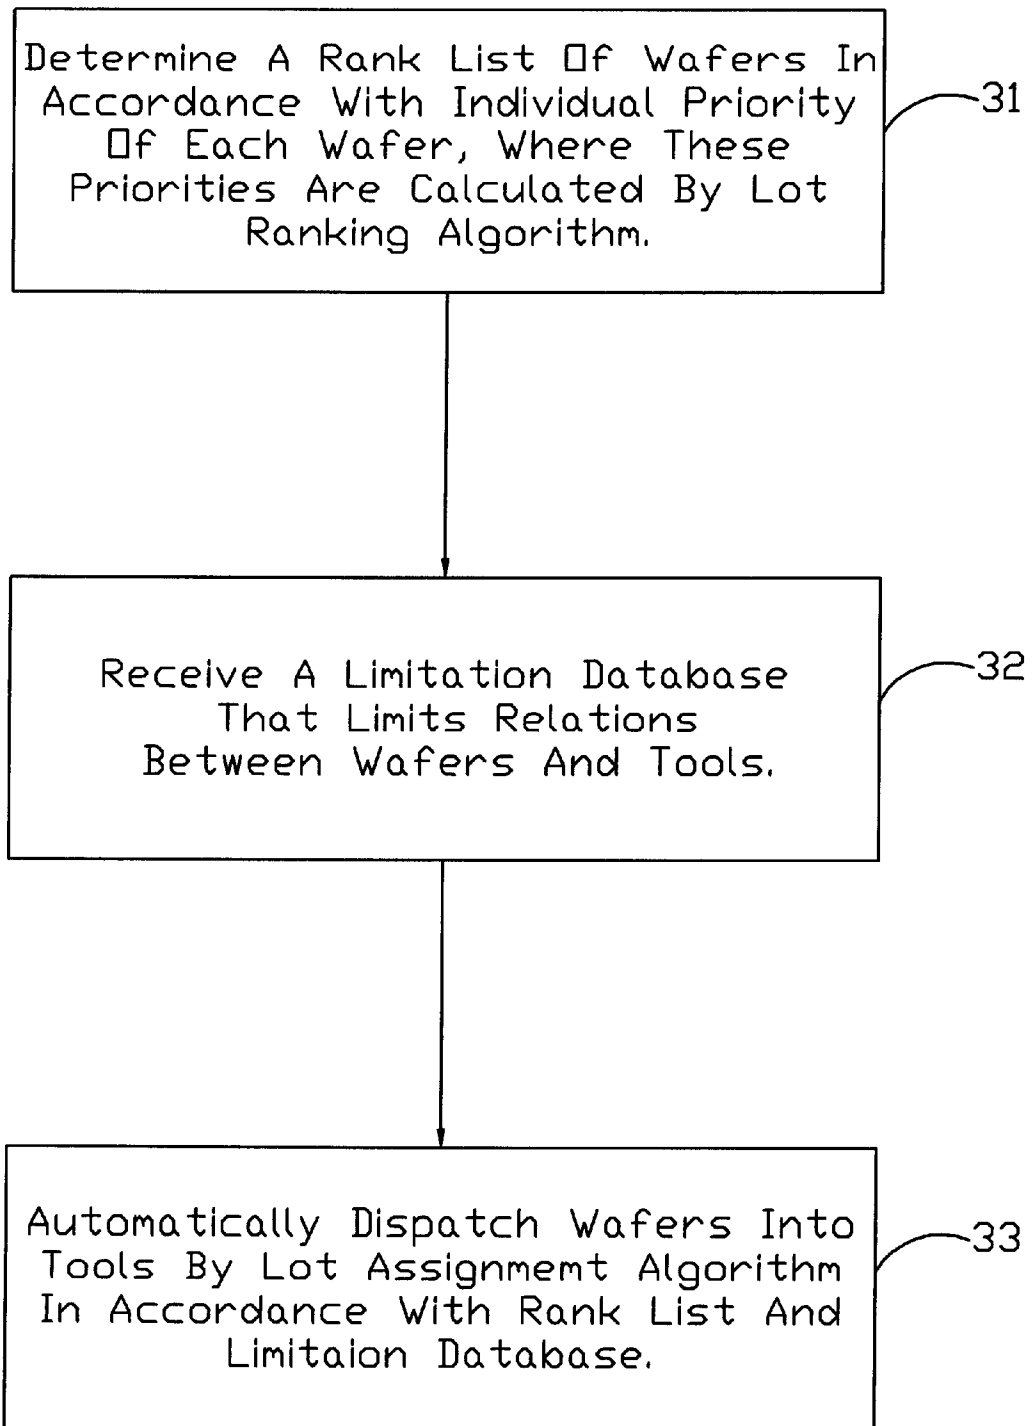 Determine A Rank List Of Wafers In
Accordance With Individual Priority
Of Each Wafer, Where These
Priorities Are Calculated By Lot
Ranking Algorithm.
31
Receive A Limitation Database
That Limits Relations
Between Wafers And Tools.
32
Automatically Dispatch Wafers Into
Tools By Lot Assignmemt Algorithm
In Accordance With Rank List And
Limitaion Database.
33